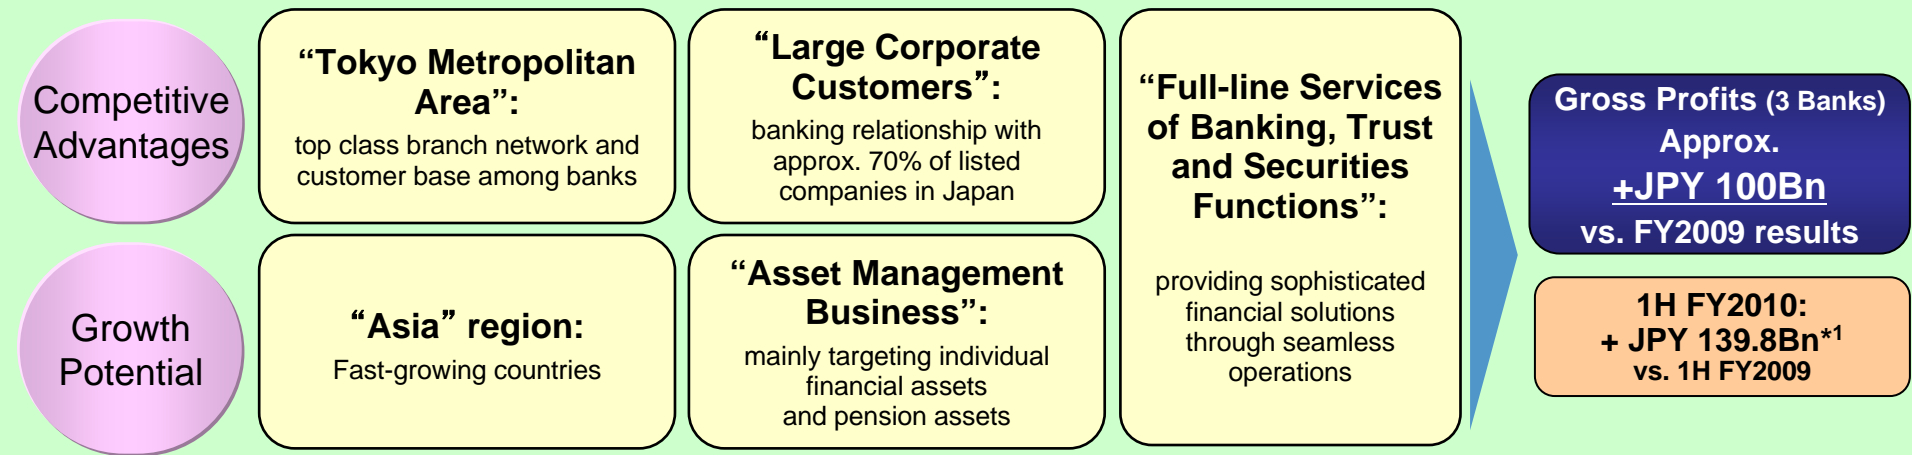 Competitive
Advantages
“Tokyo Metropolitan
Area”:
top class branch network and
customer base among banks
“Large Corporate
Customers”:
banking relationship with
approx. 70% of listed
companies in Japan
“Full-line Services
of Banking, Trust
and Securities
Functions”:
providing sophisticated
financial solutions
through seamless
operations
Gross Profits (3 Banks)
Approx.
+JPY 100Bn
vs. FY2009 results
Growth
Potential
“Asia” region:
Fast-growing countries
“Asset Management
Business”:
mainly targeting individual
financial assets
and pension assets
1H FY2010:
+ JPY 139.8Bn*1
vs. 1H FY2009